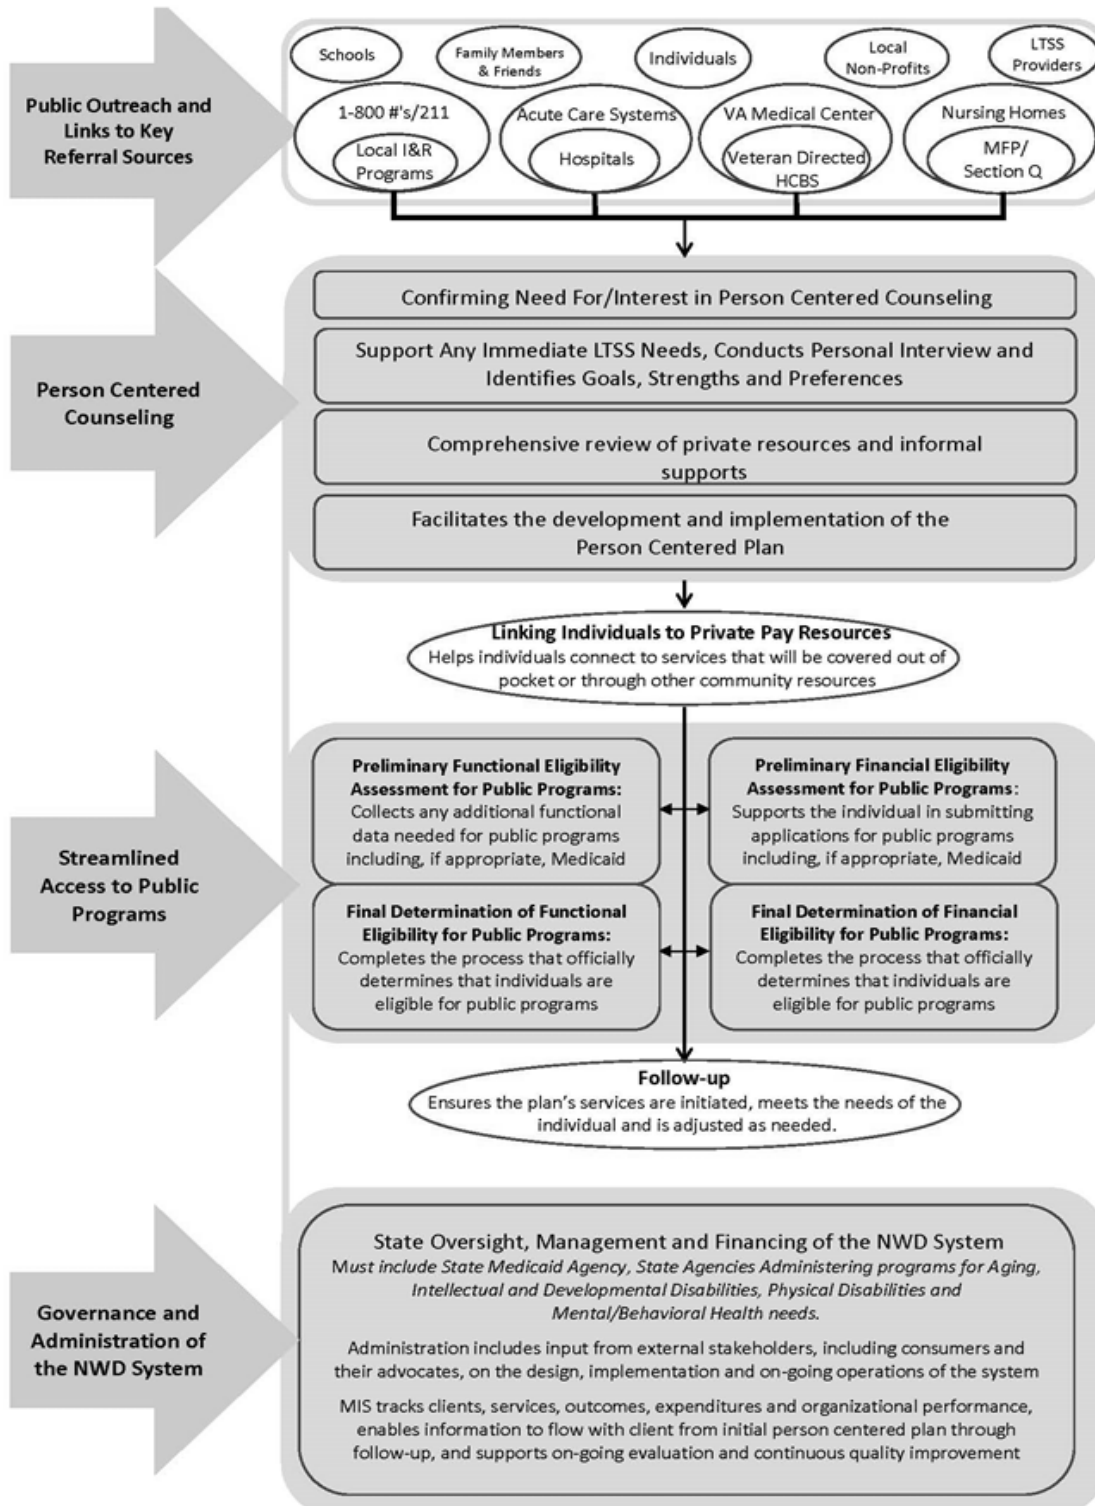 Public Outreach and
Links to Key
Referral Sources
Schools
Family Members
& Friends
Individuals
Local
Non-Profits
LTSS
Providers
1-800 #'s/211
Local I&R
Programs
Acute Care Systems
Hospitals
VA Medical Center
Veteran Directed
HCBS
Nursing Homes
MFP/
Section Q
Person Centered
Counseling
Confirming Need For/Interest in Person Centered Counseling
Support Any Immediate LTSS Needs, Conducts Personal Interview and
Identifies Goals, Strengths and Preferences
Comprehensive review of private resources and informal
supports
Facilitates the development and implementation of the
Person Centered Plan
Linking Individuals to Private Pay Resources
Helps individuals connect to services that will be covered out of
pocket or through other community resources
Streamlined
Access to Public
Programs
Preliminary Functional Eligibility
Assessment for Public Programs:
Collects any additional functional
data needed for public programs
including, if appropriate, Medicaid
Preliminary Financial Eligibility
Assessment for Public Programs:
Supports the individual in submitting
applications for public programs
including, if appropriate, Medicaid
Final Determination of Functional
Eligibility for Public Programs:
Completes the process that officially
determines that individuals are
eligible for public programs
Final Determination of Financial
Eligibility for Public Programs:
Completes the process that officially
determines that individuals are
eligible for public programs
Follow-up
Ensures the plan's services are initiated, meets the needs of the
individual and is adjusted as needed.
Governance and
Administration of
the NWD System
State Oversight, Management and Financing of the NWD System
Must include State Medicaid Agency, State Agencies Administering programs for Aging,
Intellectual and Developmental Disabilities, Physical Disabilities and
Mental/Behavioral Health needs.
Administration includes input from external stakeholders, including consumers and
their advocates, on the design, implementation and on-going operations of the system
MIS tracks clients, services, outcomes, expenditures and organizational performance,
enables information to flow with client from initial person centered plan through
follow-up, and supports on-going evaluation and continuous quality improvement